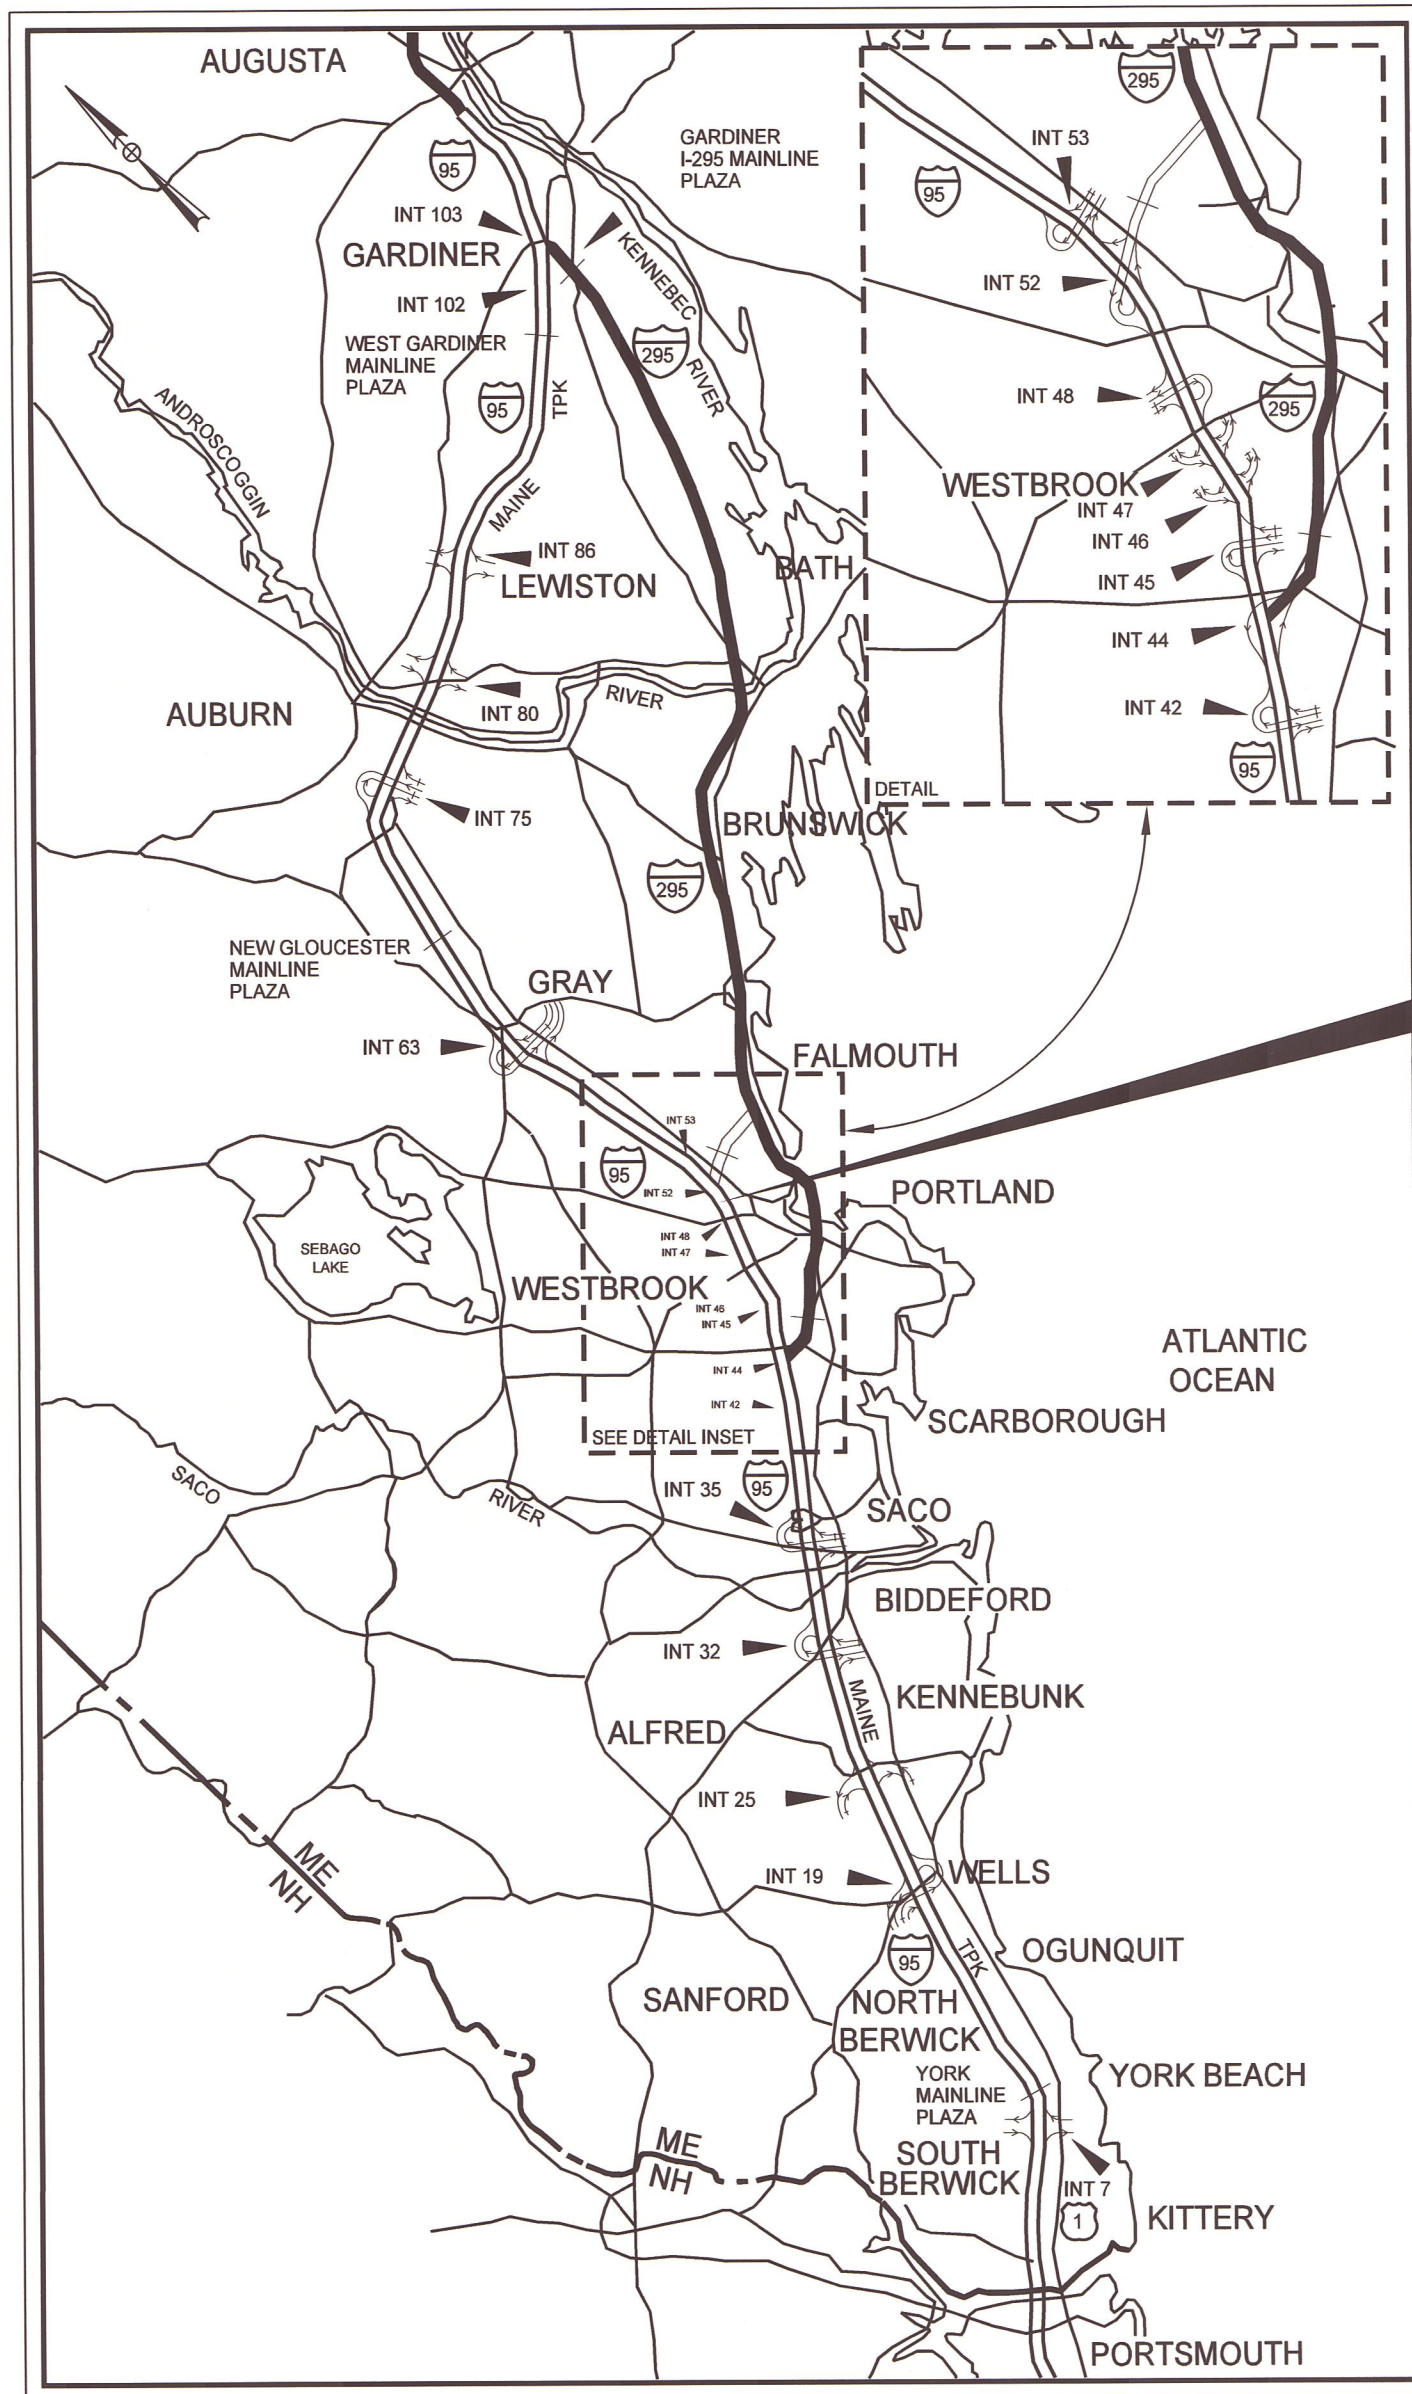 AUGUSTA
95
GARDINER
I-295 MAINLINE
PLAZA
INT 103
GARDINER
KENNEBEC
RIVER
INT 102
WEST GARDINER
MAINLINE
PLAZA
295
95
TPK
MAINE
ANDROSCOGGIN
INT 86
LEWISTON
BATH
AUBURN
INT 80
RIVER
INT 75
BRUNSWICK
295
NEW GLOUCESTER
MAINLINE
PLAZA
GRAY
INT 63
FALMOUTH
295
INT 53
95
INT 52
INT 48
295
WESTBROOK
INT 47
INT 46
INT 45
INT 44
INT 42
95
DETAIL
INT 53
95
INT 52
PORTLAND
INT 48
INT 47
SEBAGO
LAKE
WESTBROOK
INT 46
INT 45
INT 44
INT 42
SEE DETAIL INSET
ATLANTIC
OCEAN
SCARBOROUGH
SACO
RIVER
INT 35
95
SACO
BIDDEFORD
INT 32
MAINE
KENNEBUNK
ALFRED
INT 25
ME
NH
INT 19
WELLS
95
TPK
OGUNQUIT
SANFORD
NORTH
BERWICK
YORK
MAINLINE
PLAZA
YORK BEACH
ME
NH
SOUTH
BERWICK
INT 7
1
KITTERY
PORTSMOUTH